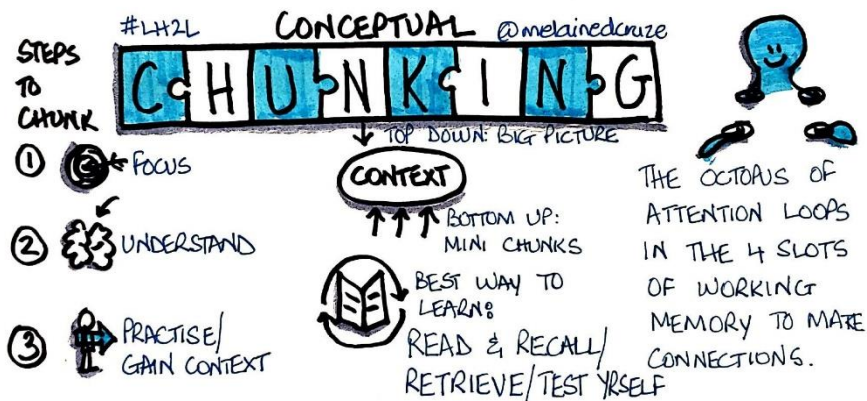 #LH2L
CONCEPTUAL
@melainedcruze
CHUNKING
STEPS
TO
CHUNK
1 FOCUS
2 UNDERSTAND
3 PRACTISE/
GAIN CONTEXT
TOP DOWN: BIG PICTURE
CONTEXT
BOTTOM UP:
MINI CHUNKS
BEST WAY TO
LEARN:
READ & RECALL/
RETRIEVE/TEST YRSELF
THE OCTOPUS OF
ATTENTION LOOPS
IN THE 4 SLOTS
OF WORKING
MEMORY TO MAKE
CONNECTIONS.